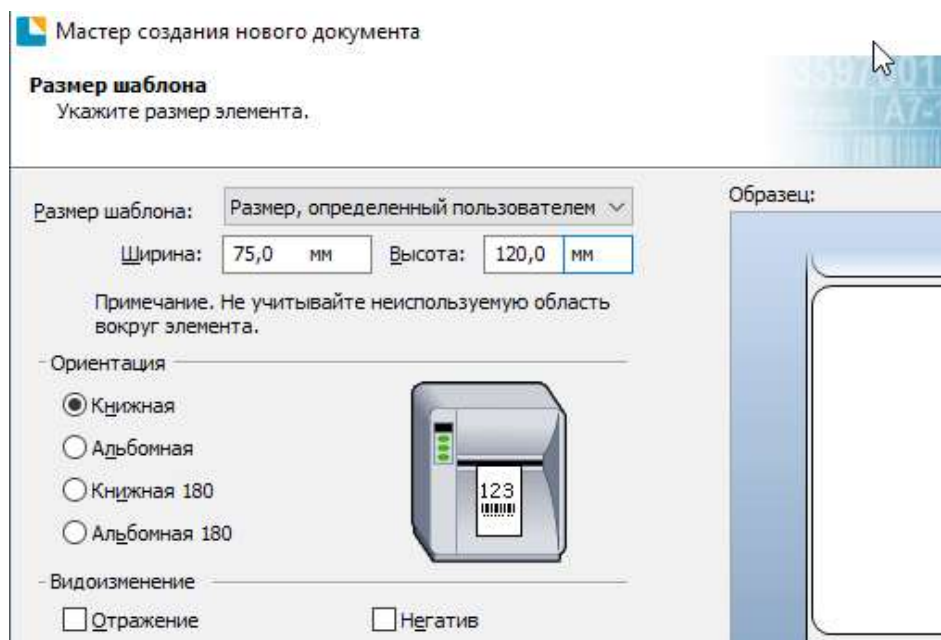 Мастер создания нового документа
Размер шаблона
Укажите размер элемента.
Размер шаблона: Размер, определенный пользователем
Образец:
Ширина: 75,0 мм Высота: 120,0 мм
Примечание. Не учитывайте неиспользуемую область
вокруг элемента.
Ориентация
Книжная
Альбомная
Книжная 180
Альбомная 180
123
Видоизменение
Отражение Негатив